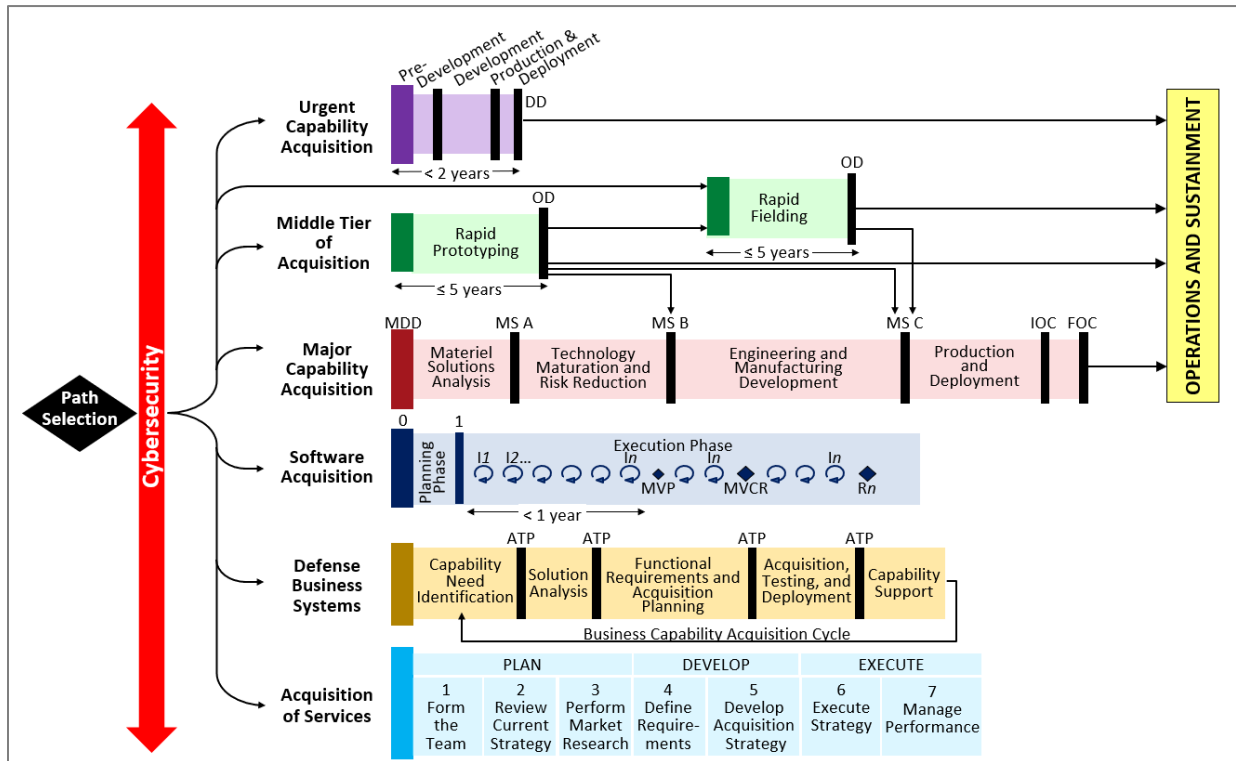 Pre-
Development
Development
Production &
Deployment
DD
Urgent
Capability
Acquisition
< 2 years
OD
Rapid
Fielding
≤ 5 years
OD
Middle Tier
of
Acquisition
Rapid
Prototyping
≤ 5 years
OPERATIONS AND SUSTAINMENT
MDD
MS A
MS B
MS C
IOC
FOC
Major
Capability
Acquisition
Materiel
Solutions
Analysis
Technology
Maturation and
Risk Reduction
Engineering and
Manufacturing
Development
Production
and
Deployment
Path
Selection
Cybersecurity
0
1
Software
Acquisition
Planning
Phase
Execution Phase
I1
I2...
In
In
In
MVP
MVCR
Rn
< 1 year
ATP
ATP
ATP
ATP
Defense
Business
Systems
Capability
Need
Identification
Solution
Analysis
Functional
Requirements and
Acquisition
Planning
Acquisition,
Testing, and
Deployment
Capability
Support
Business Capability Acquisition Cycle
Acquisition
of Services
PLAN
DEVELOP
EXECUTE
1
Form
the
Team
2
Review
Current
Strategy
3
Perform
Market
Research
4
Define
Require-
ments
5
Develop
Acquisition
Strategy
6
Execute
Strategy
7
Manage
Performance